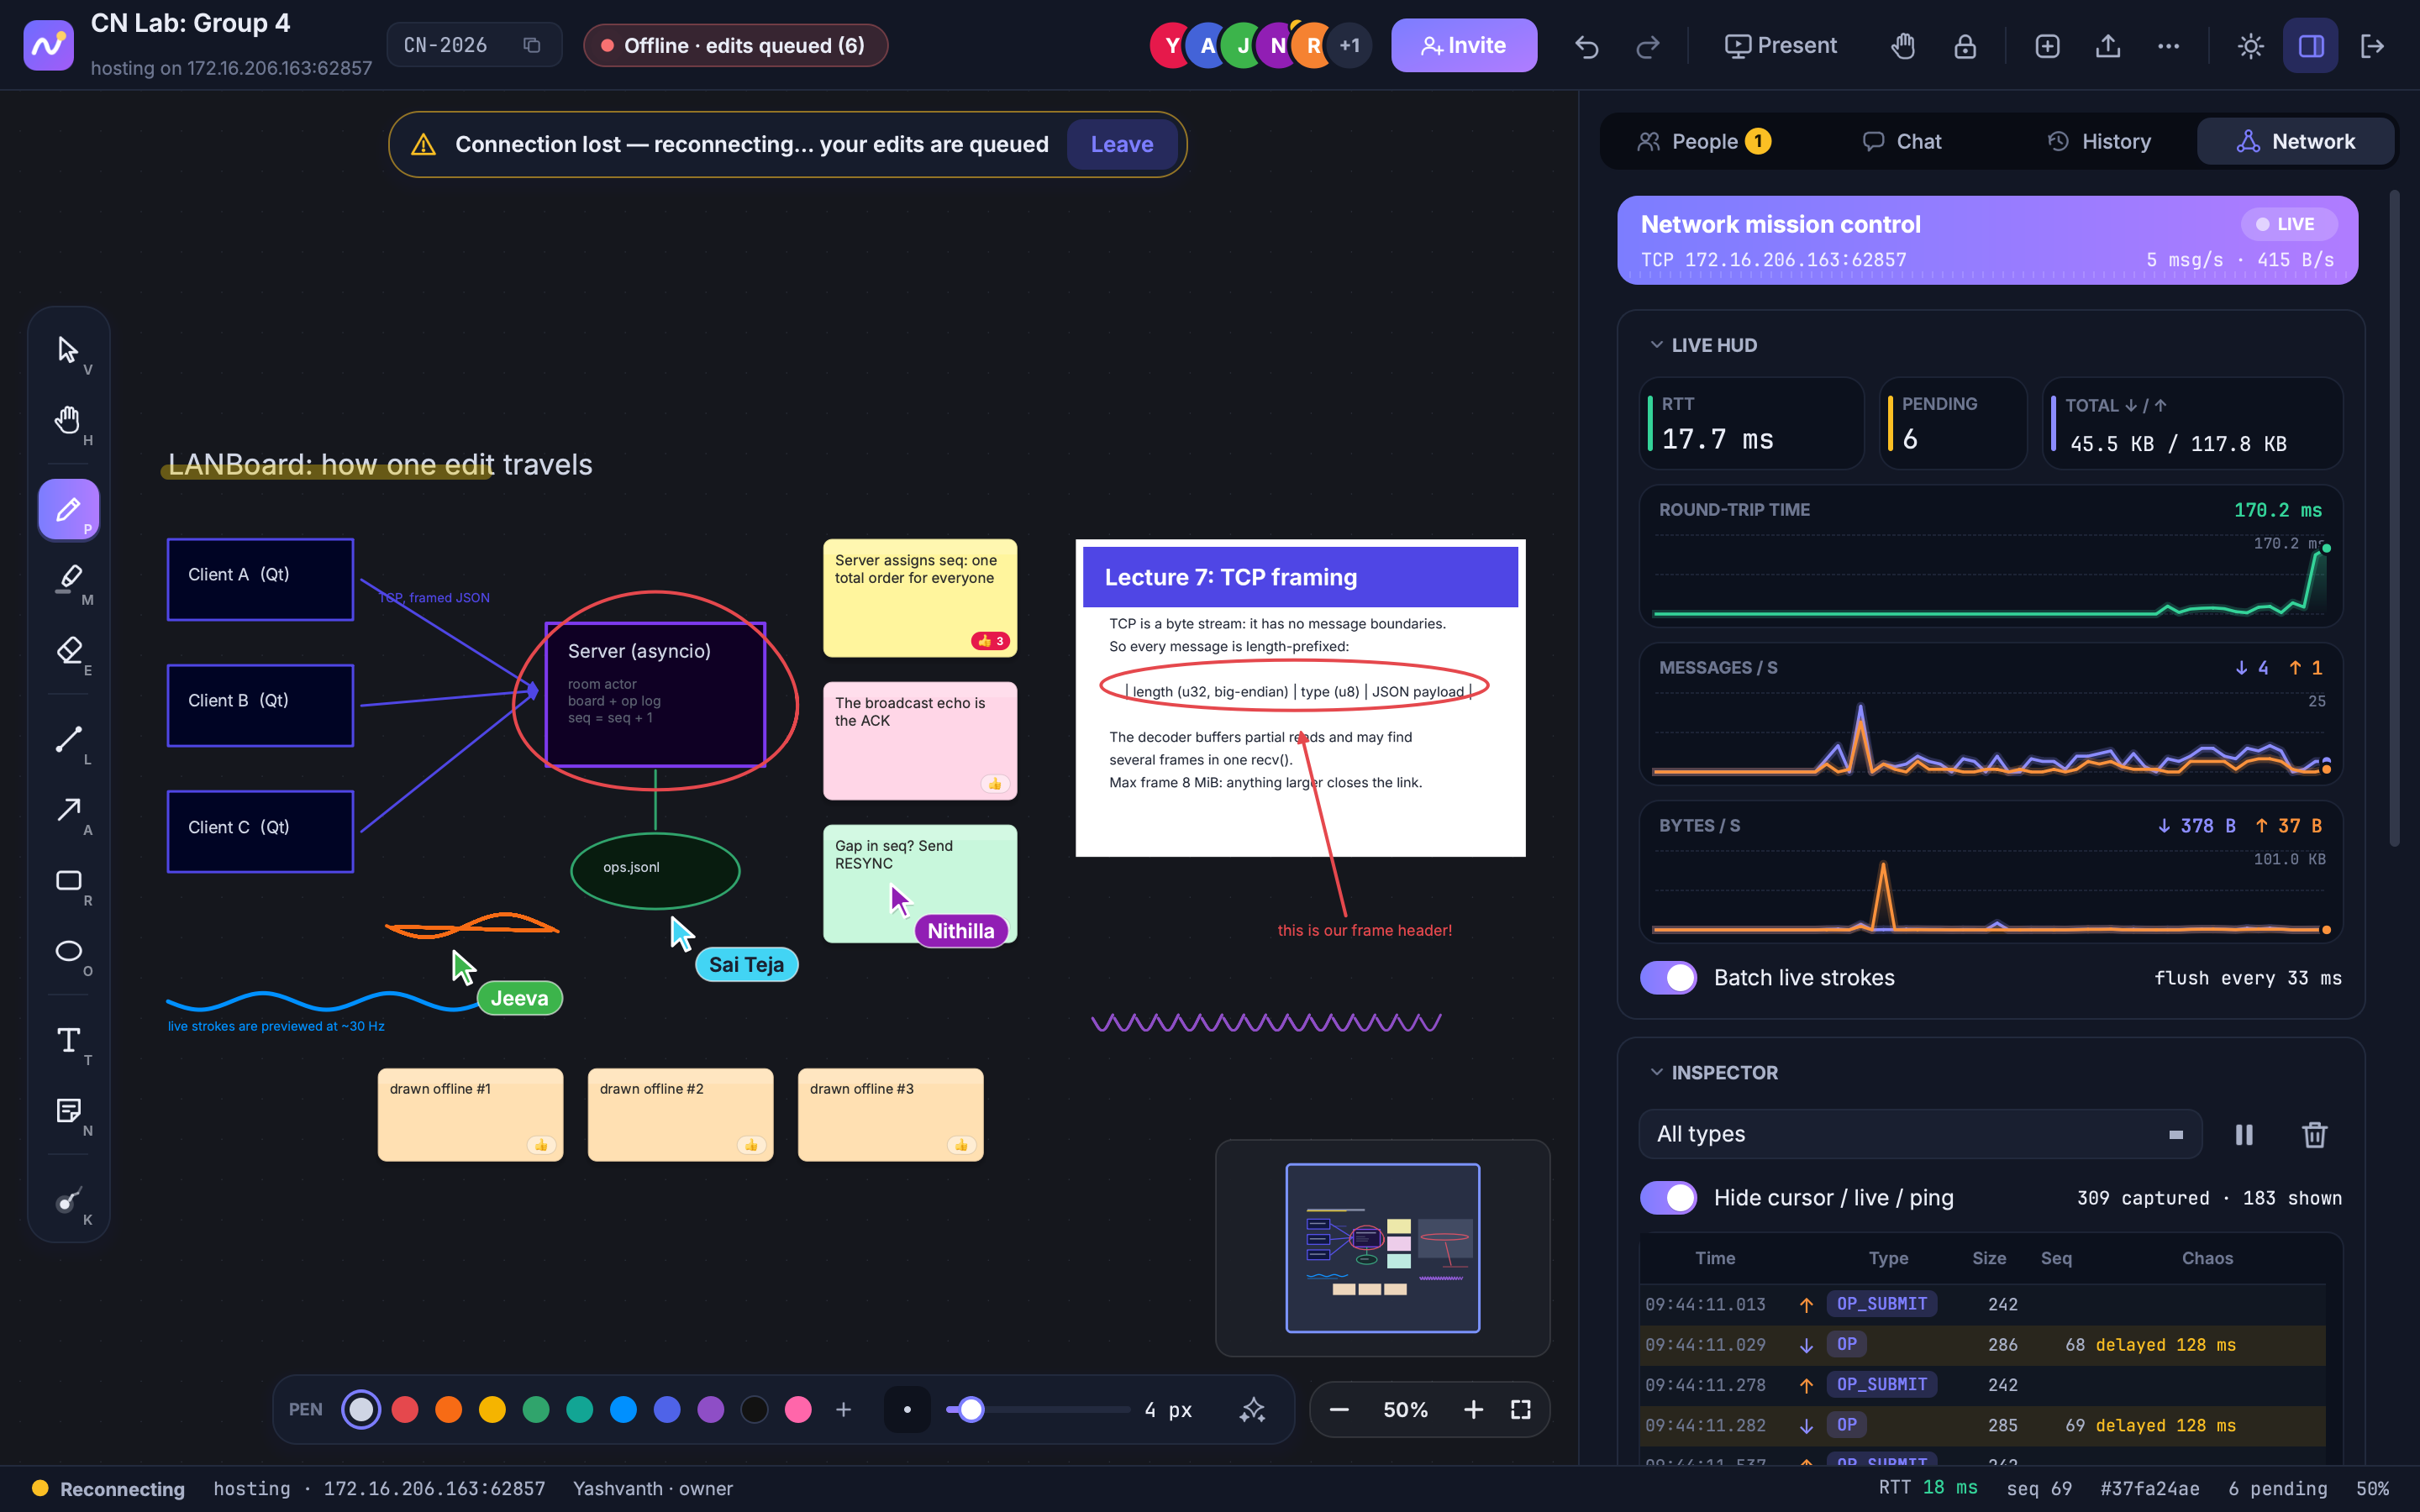 CN Lab: Group 4
hosting on 172.16.206.163:62857
CN-2026
Offline · edits queued (6)
Y A J N R +1
Invite
Present
Connection lost — reconnecting... your edits are queued
Leave
People 1
Chat
History
Network
Network mission control
LIVE
TCP 172.16.206.163:62857
5 msg/s · 415 B/s
LIVE HUD
RTT
17.7 ms
PENDING
6
TOTAL ↓ / ↑
45.5 KB / 117.8 KB
ROUND-TRIP TIME
170.2 ms
170.2 ms
MESSAGES / S
↓ 4 ↑ 1
25
BYTES / S
↓ 378 B ↑ 37 B
101.0 KB
Batch live strokes
flush every 33 ms
INSPECTOR
All types
Hide cursor / live / ping
309 captured · 183 shown
Time Type Size Seq Chaos
09:44:11.013 ↑ OP_SUBMIT 242
09:44:11.029 ↓ OP 286 68 delayed 128 ms
09:44:11.278 ↑ OP_SUBMIT 242
09:44:11.282 ↓ OP 285 69 delayed 128 ms
09:44:11.537 ↑ OP_SUBMIT 242
V
H
P
M
E
L
A
R
O
T
N
K
LANBoard: how one edit travels
Client A (Qt)
TCP, framed JSON
Client B (Qt)
Client C (Qt)
Server (asyncio)
room actor
board + op log
seq = seq + 1
ops.jsonl
Server assigns seq: one
total order for everyone
👍 3
The broadcast echo is
the ACK
👍
Gap in seq? Send
RESYNC
Nithilla
Sai Teja
Jeeva
live strokes are previewed at ~30 Hz
Lecture 7: TCP framing
TCP is a byte stream: it has no message boundaries.
So every message is length-prefixed:
| length (u32, big-endian) | type (u8) | JSON payload |
The decoder buffers partial reads and may find
several frames in one recv().
Max frame 8 MiB: anything larger closes the link.
this is our frame header!
drawn offline #1
👍
drawn offline #2
👍
drawn offline #3
👍
PEN
4 px
50%
Reconnecting
hosting · 172.16.206.163:62857
Yashvanth · owner
RTT 18 ms
seq 69
#37fa24ae
6 pending
50%